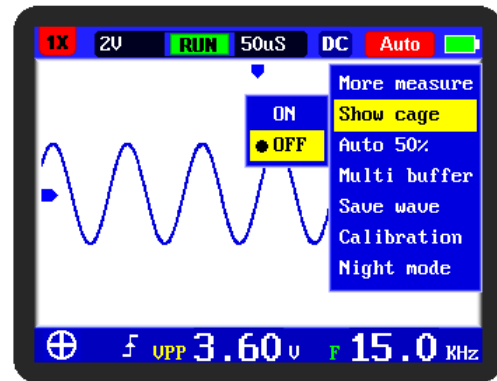 1X 2V RUN 50uS DC Auto
More measure
ON
Show cage
OFF
Auto 50%
Multi buffer
Save wave
Calibration
Night mode
VPP 3.60 V F 15.0 KHz